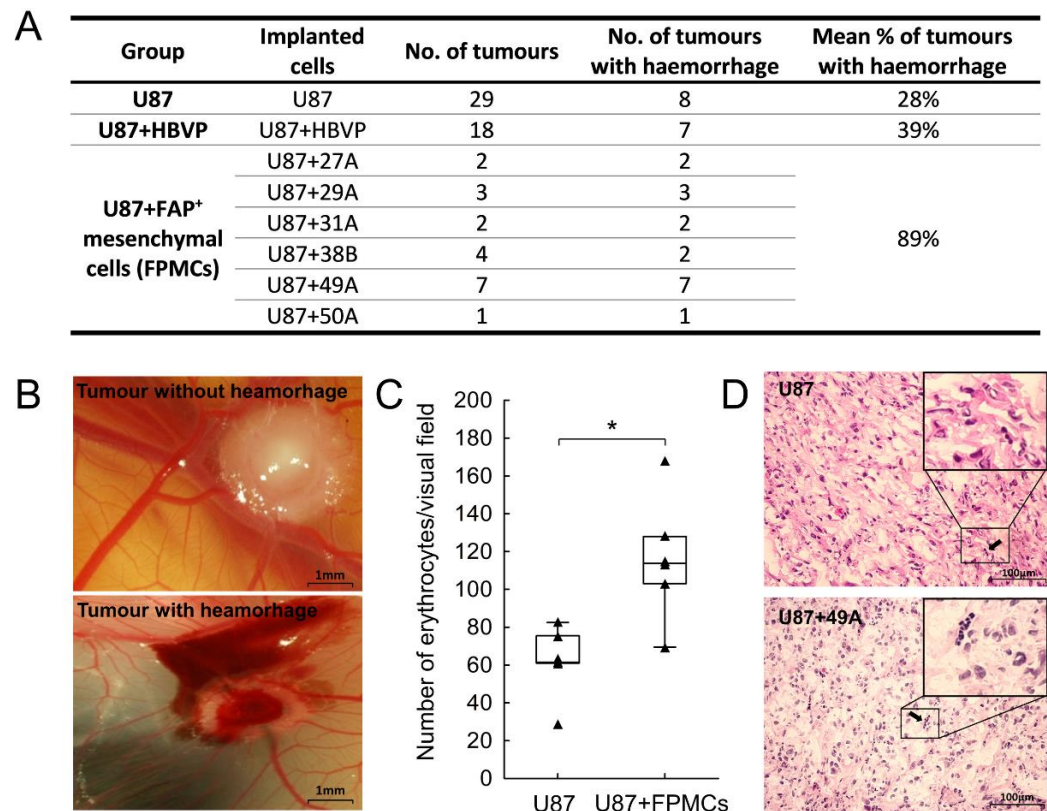 A
Group Implanted cells No. of tumours No. of tumours with haemorrhage Mean % of tumours with haemorrhage
U87 U87 29 8 28%
U87+HBVP U87+HBVP 18 7 39%
U87+FAP+ mesenchymal cells (FPMCs) 89%
U87+27A 2 2
U87+29A 3 3
U87+31A 2 2
U87+38B 4 2
U87+49A 7 7
U87+50A 1 1
B
Tumour without heamorhage
1mm
Tumour with heamorhage
1mm
C
Number of erythrocytes/visual field
200
180
160
140
120
100
80
60
40
20
0
*
U87 U87+FPMCs
D
U87
100µm
U87+49A
100µm